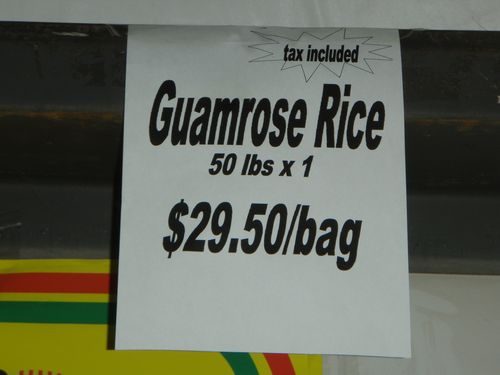 tax included
Guamrose Rice
50 lbs x 1
$29.50/bag